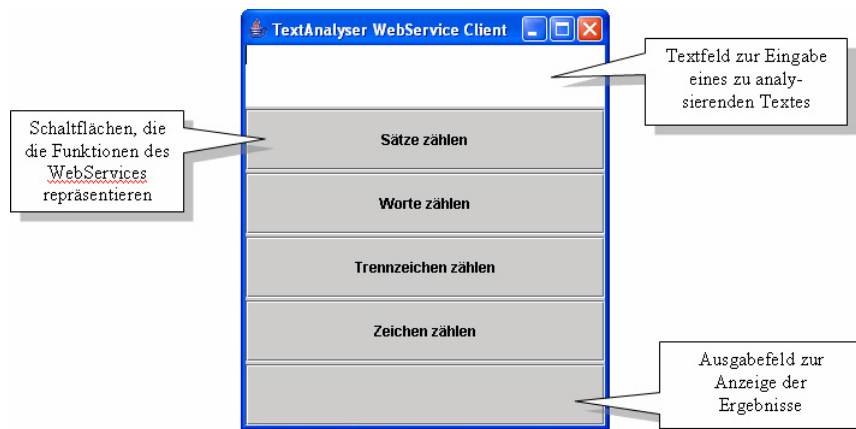 TextAnalyser WebService Client
Textfeld zur Eingabe
eines zu analy-
sierenden Textes
Schaltflächen, die
die Funktionen des
WebServices
repräsentieren
Sätze zählen
Worte zählen
Trennzeichen zählen
Zeichen zählen
Ausgabefeld zur
Anzeige der
Ergebnisse